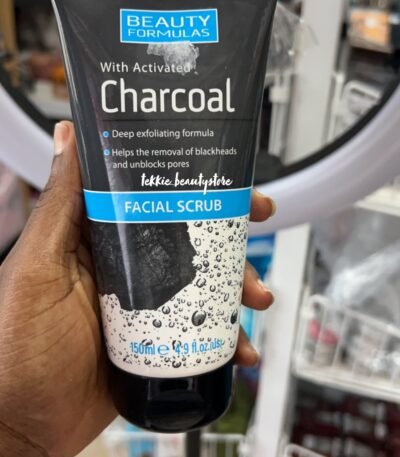 BEAUTY
FORMULAS
With Activated
Charcoal
Deep exfoliating formula
Helps the removal of blackheads
and unblocks pores
tekkie.beautystore
FACIAL SCRUB
150ml e 4.9 fl.oz.(us)